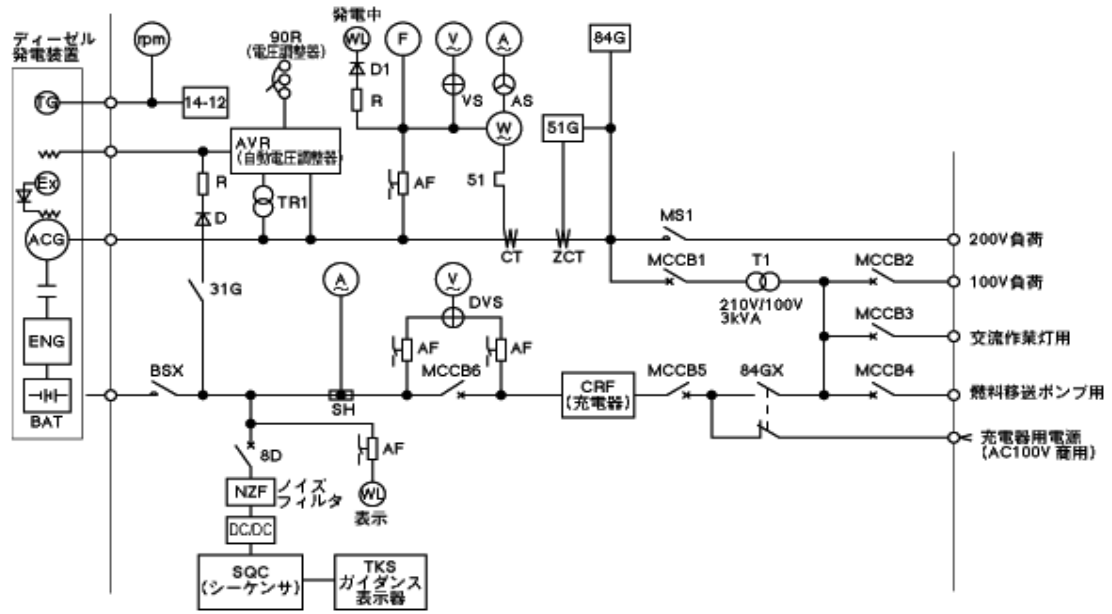 ディーゼル
発電装置
TG
Ex
ACG
ENG
BAT
rpm
14-12
90R
(電圧調整器)
AVR
(自動電圧調整器)
R
D
TR1
31G
発電中
WL
D1
R
F
V
VS
A
AS
W
AF
51
CT
51G
ZCT
84G
MS1
200V負荷
MCCB1
T1
210V/100V
3kVA
MCCB2
100V負荷
MCCB3
交流作業灯用
BSX
A
SH
V
DVS
AF
AF
MCCB6
CRF
(充電器)
MCCB5
84GX
MCCB4
燃料移送ポンプ用
充電器用電源
(AC100V 商用)
8D
AF
WL
表示
NZF
ノイズ
フィルタ
DC/DC
SQC
(シーケンサ)
TKS
ガイダンス
表示器